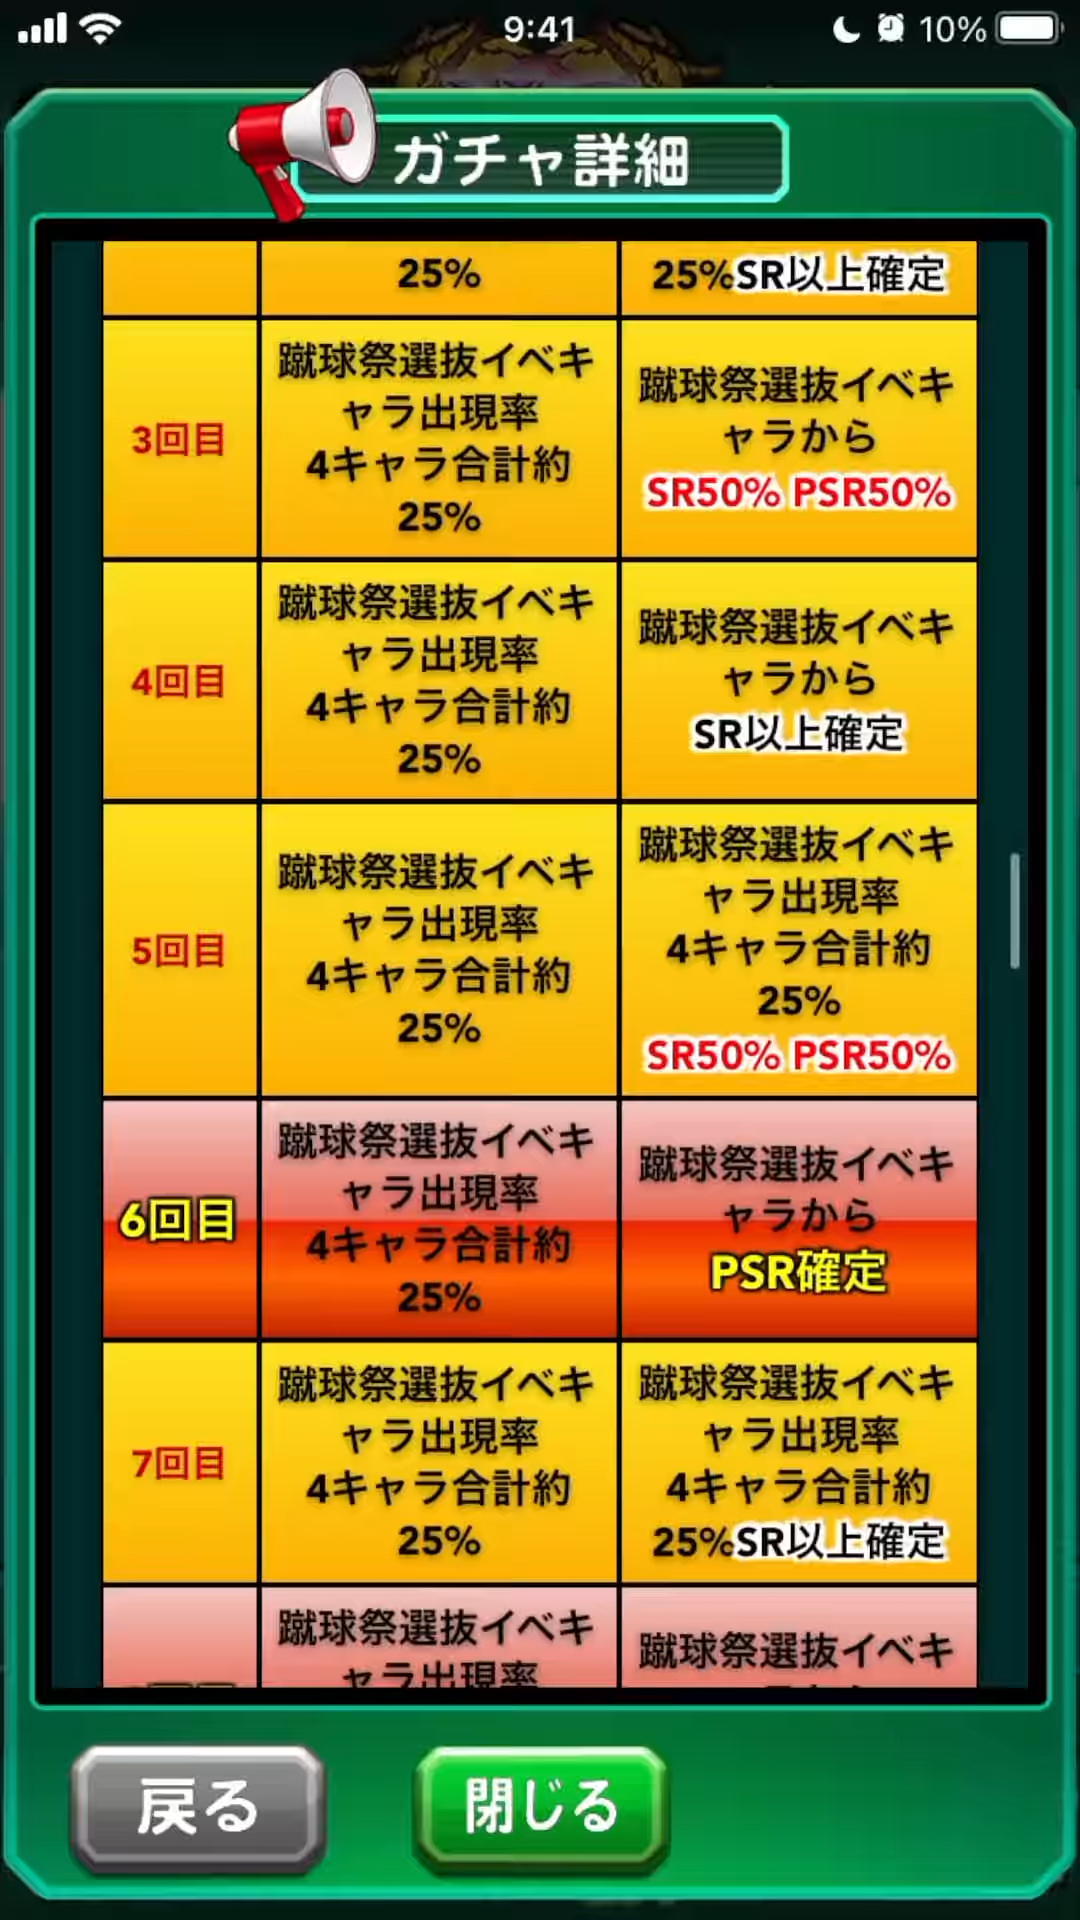 9:41
10%
ガチャ詳細
25%
25%SR以上確定
3回目
蹴球祭選抜イベキ
ャラ出現率
4キャラ合計約
25%
蹴球祭選抜イベキ
ャラから
SR50% PSR50%
4回目
蹴球祭選抜イベキ
ャラ出現率
4キャラ合計約
25%
蹴球祭選抜イベキ
ャラから
SR以上確定
5回目
蹴球祭選抜イベキ
ャラ出現率
4キャラ合計約
25%
蹴球祭選抜イベキ
ャラ出現率
4キャラ合計約
25%
SR50% PSR50%
6回目
蹴球祭選抜イベキ
ャラ出現率
4キャラ合計約
25%
蹴球祭選抜イベキ
ャラから
PSR確定
7回目
蹴球祭選抜イベキ
ャラ出現率
4キャラ合計約
25%
蹴球祭選抜イベキ
ャラ出現率
4キャラ合計約
25%SR以上確定
蹴球祭選抜イベキ
ャラ出現率
蹴球祭選抜イベキ
戻る
閉じる